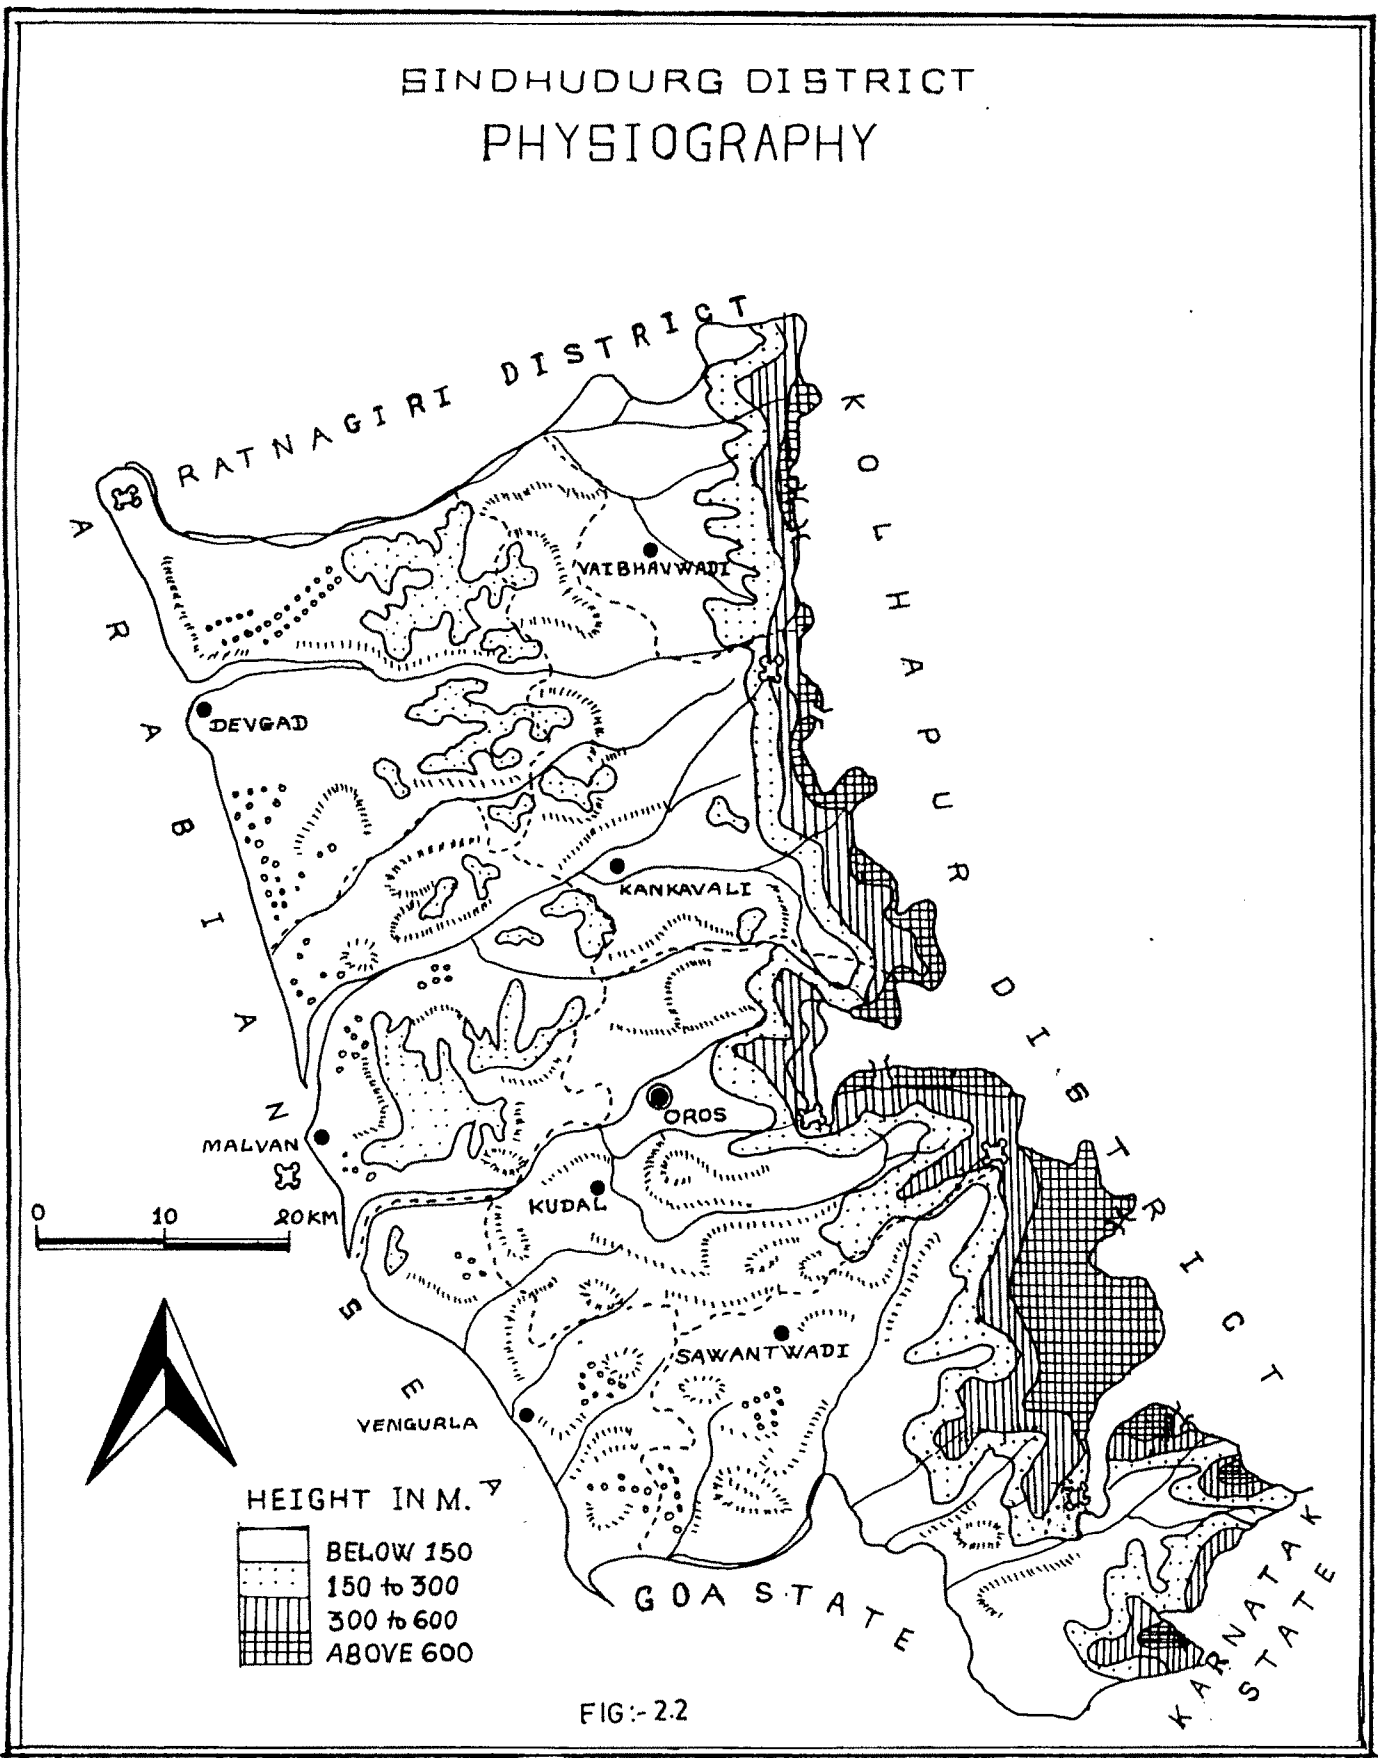 SINDHUDURG DISTRICT
PHYSIOGRAPHY
RATNAGIRI DISTRICT
KOLHAPUR DISTRICT
ARABIAN SEA
VAIBHAVWADI
DEVGAD
KANKAVALI
OROS
MALVAN
KUDAL
0 10 20KM
SAWANTWADI
VENGURLA
HEIGHT IN M.
BELOW 150
150 to 300
300 to 600
ABOVE 600
GOA STATE
KARNATAK
STATE
FIG:- 2.2